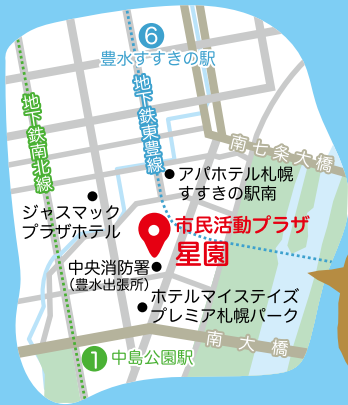 6
豊水すすきの駅
地下鉄東豊線
地下鉄南北線
南七条大橋
アパホテル札幌
すすきの駅南
ジャスマック
プラザホテル
市民活動プラザ
星園
中央消防署
(豊水出張所)
ホテルマイステイズ
プレミア札幌パーク
南大橋
1 中島公園駅